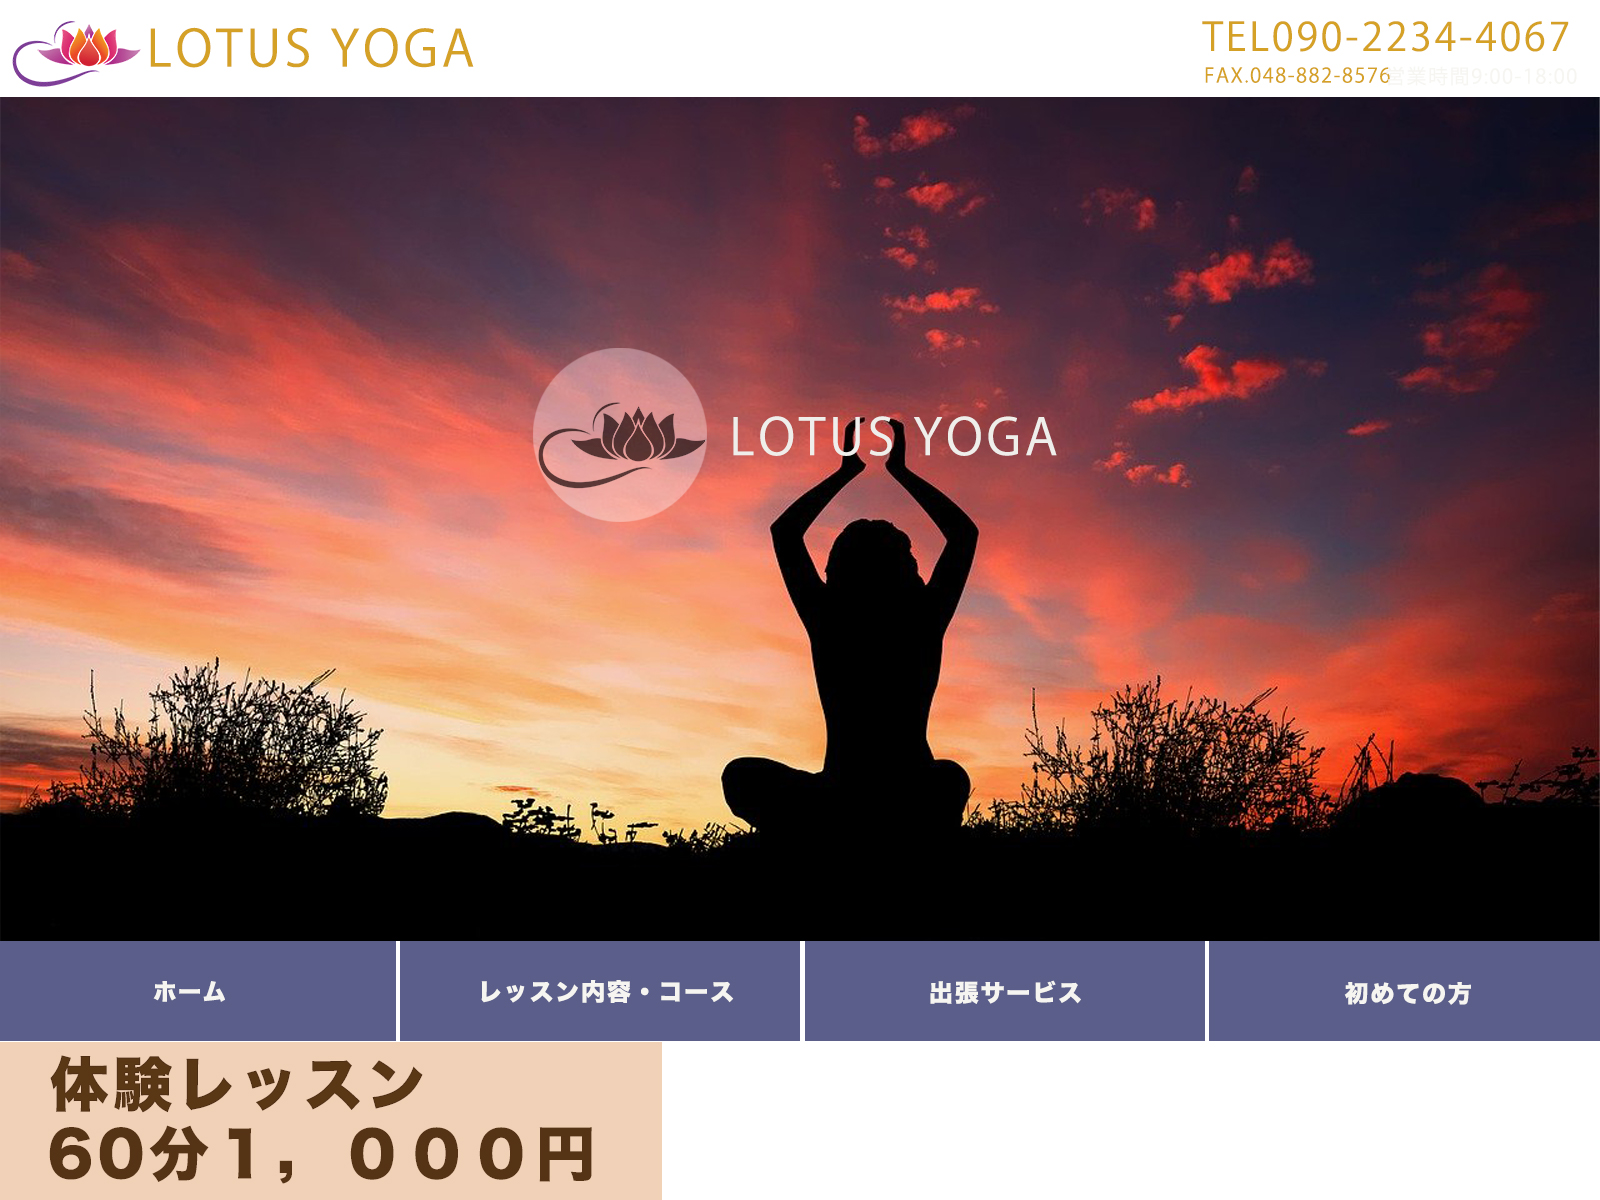 LOTUS YOGA
TEL090-2234-4067
FAX.048-882-8576営業時間9:00-18:00
LOTUS YOGA
ホーム
レッスン内容・コース
出張サービス
初めての方
体験レッスン
60分１，０００円